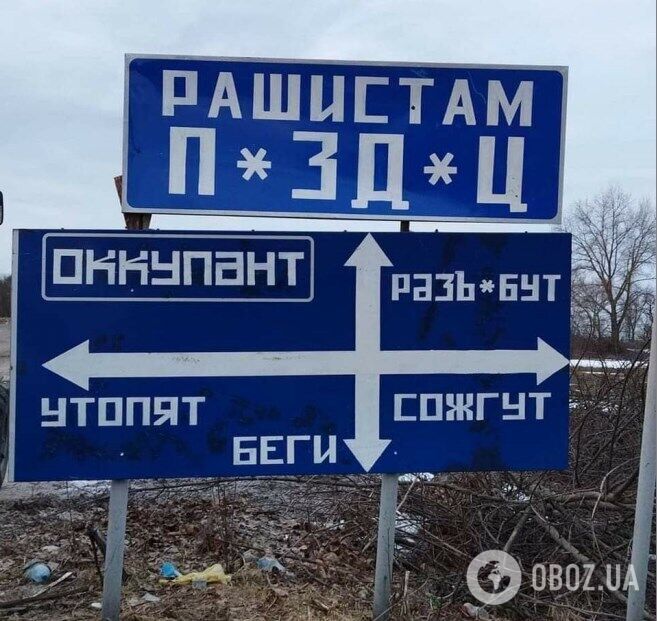 РАШИСТАМ
П*ЗД*Ц
ОККУПАНТ
РАЗЪ*БУТ
УТОПЯТ
СОЖГУТ
БЕГИ
OBOZ.UA